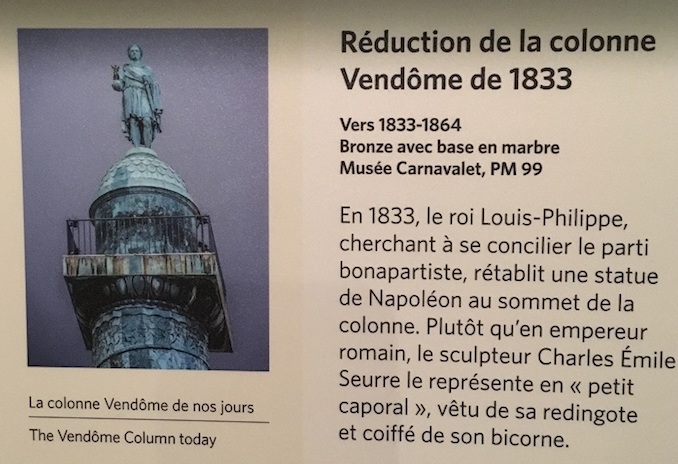 Réduction de la colonne
Vendôme de 1833
Vers 1833-1864
Bronze avec base en marbre
Musée Carnavalet, PM 99
En 1833, le roi Louis-Philippe,
cherchant à se concilier le parti
bonapartiste, rétablit une statue
de Napoléon au sommet de la
colonne. Plutôt qu'en empereur
romain, le sculpteur Charles Émile
Seurre le représente en « petit
caporal », vêtu de sa redingote
et coiffé de son bicorne.
La colonne Vendôme de nos jours
The Vendôme Column today